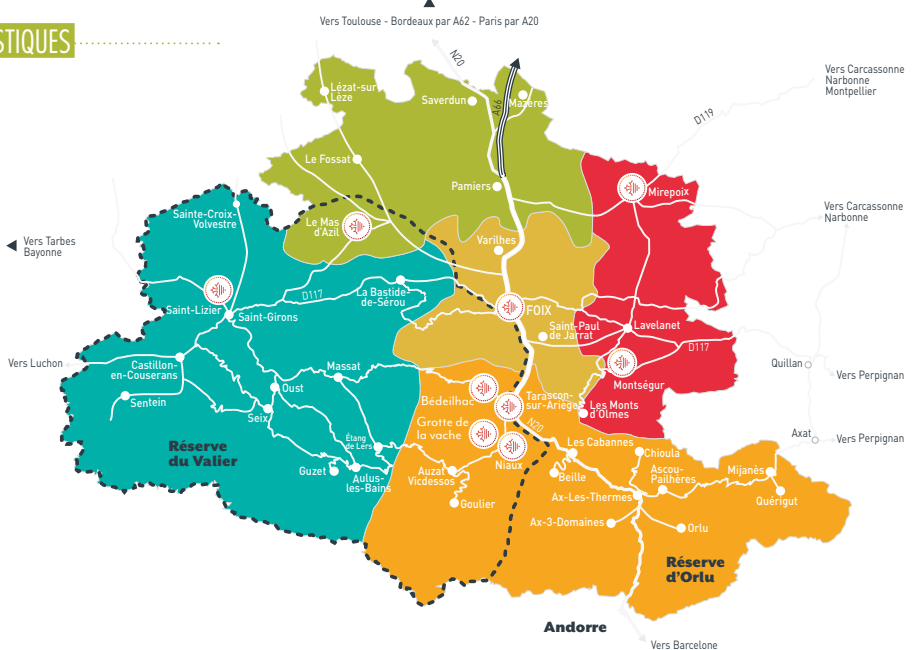 Vers Toulouse - Bordeaux par A62 - Paris par A20
STIQUES
N20
A66
Vers Carcassonne
Narbonne
Montpellier
D119
Lézat-sur
Lèze
Saverdun
Mazères
Le Fossat
Pamiers
Mirepoix
Sainte-Croix-
Volvestre
Le Mas
d'Azil
Vers Carcassonne
Narbonne
Vers Tarbes
Bayonne
Varilhes
D117
La Bastide-
de-Sérou
Saint-Lizier
Saint-Girons
FOIX
Saint-Paul
de Jarrat
Lavelanet
D117
Vers Luchon
Castillon-
en-Couserans
Massat
Montségur
Quillan
Vers Perpignan
Sentein
Oust
Seix
Bédeilhac
Tarascon-
sur-Ariège
Les Monts
d'Olmes
Grotte de
la vache
N20
Niaux
Les Cabannes
Axat
Vers Perpignan
Réserve
du Valier
Étang
de Lers
Guzet
Aulus-
les-Bains
Auzat
Vicdessos
Goulier
Beille
Chioula
Ascou-
Pailhères
Mijanès
Quérigut
Ax-Les-Thermes
Ax-3-Domaines
Orlu
Réserve
d'Orlu
Andorre
Vers Barcelone